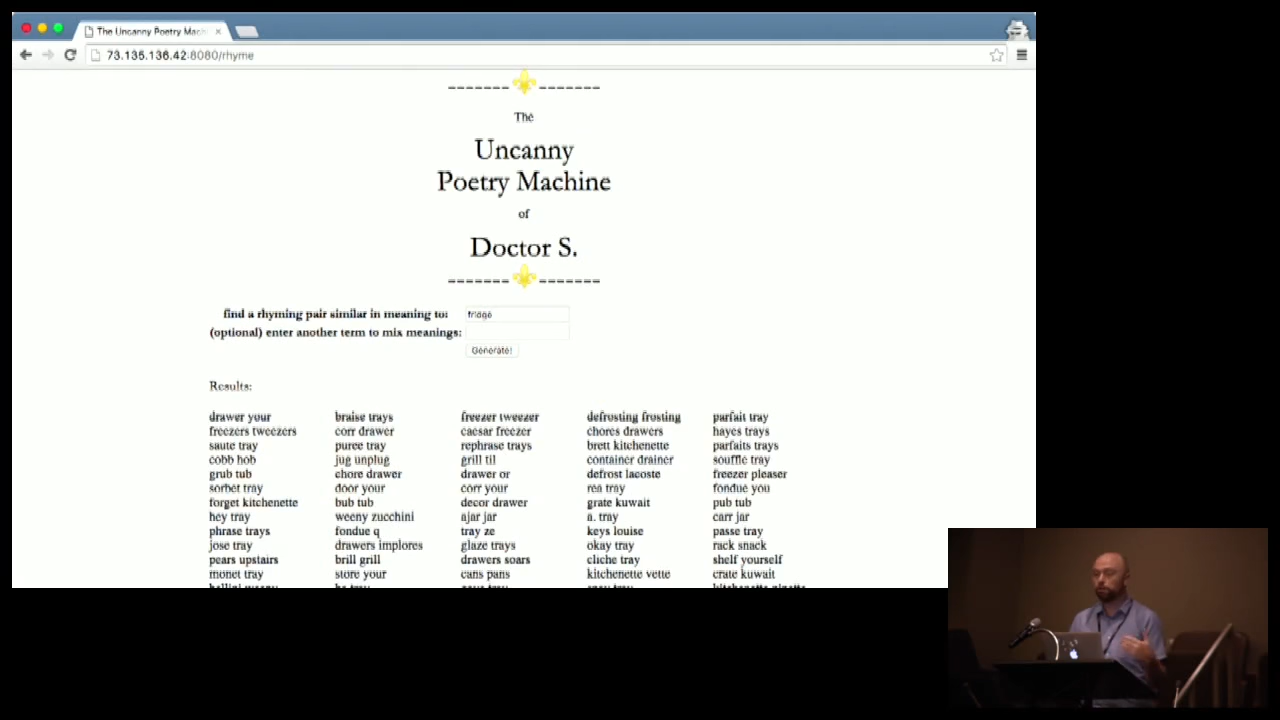 The Uncanny Poetry Mach
73.135.136.42:8080/rhyme
The
Uncanny
Poetry Machine
of
Doctor S.
find a rhyming pair similar in meaning to: fridge
(optional) enter another term to mix meanings:
Generate!
Results:
drawer your braise trays freezer tweezer defrosting frosting parfait tray
freezers tweezers corr drawer caesar freezer chores drawers hayes trays
saute tray puree tray rephrase trays brett kitchenette parfaits trays
cobb hob jug unplug grill til container drainer souffle tray
grub tub chore drawer drawer or defrost lacoste freezer pleaser
sorbet tray door your corr your rea tray fondue you
forget kitchenette bub tub decor drawer grate kuwait pub tub
hey tray weeny zucchini ajar jar a. tray carr jar
phrase trays fondue q tray ze keys louise passe tray
jose tray drawers implores glaze trays okay tray rack snack
pears upstairs brill grill drawers soars cliche tray shelf yourself
monet tray store your cans pans kitchenette vette crate kuwait